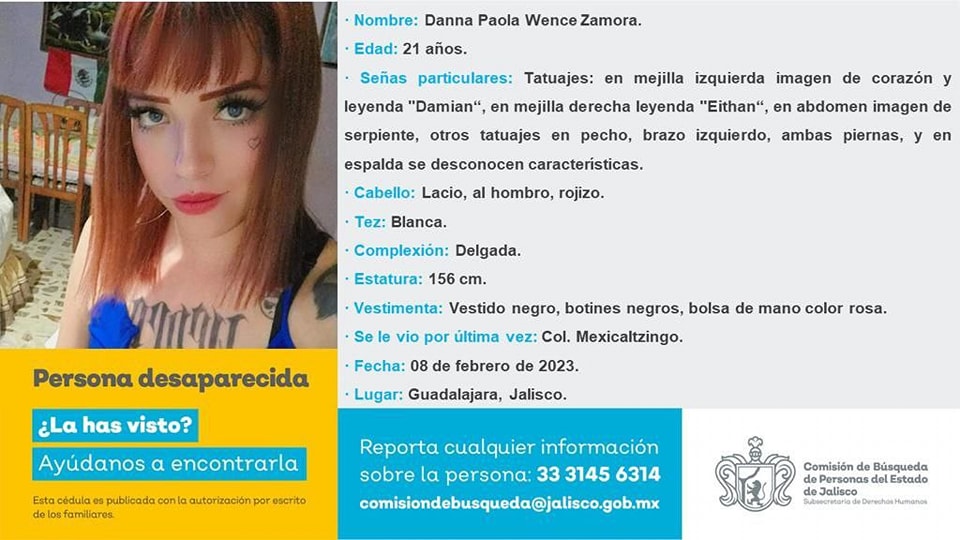 · Nombre: Danna Paola Wence Zamora.
· Edad: 21 años.
· Señas particulares: Tatuajes: en mejilla izquierda imagen de corazón y
leyenda "Damian“, en mejilla derecha leyenda "Eithan“, en abdomen imagen de
serpiente, otros tatuajes en pecho, brazo izquierdo, ambas piernas, y en
espalda se desconocen características.
· Cabello: Lacio, al hombro, rojizo.
· Tez: Blanca.
· Complexión: Delgada.
· Estatura: 156 cm.
· Vestimenta: Vestido negro, botines negros, bolsa de mano color rosa.
· Se le vio por última vez: Col. Mexicaltzingo.
· Fecha: 08 de febrero de 2023.
· Lugar: Guadalajara, Jalisco.
Persona desaparecida
¿La has visto?
Ayúdanos a encontrarla
Esta cédula es publicada con la autorización por escrito
de los familiares.
Reporta cualquier información
sobre la persona: 33 3145 6314
comisiondebusqueda@jalisco.gob.mx
Comisión de Búsqueda
de Personas del Estado
de Jalisco
Subsecretaría de Derechos Humanos